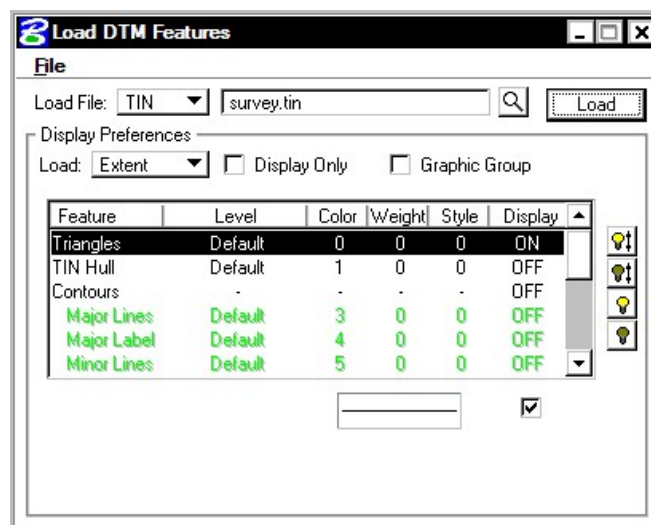 Load DTM Features
File
Load File: TIN survey.tin Load
Display Preferences
Load: Extent Display Only Graphic Group
Feature Level Color Weight Style Display
Triangles Default 0 0 0 ON
TIN Hull Default 1 0 0 OFF
Contours - - - - OFF
Major Lines Default 3 0 0 OFF
Major Label Default 4 0 0 OFF
Minor Lines Default 5 0 0 OFF